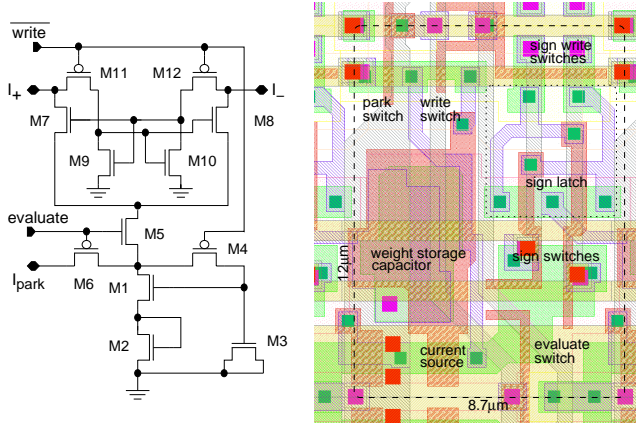 write
M11
M12
I+
I−
M7
M8
M9
M10
evaluate
M5
M4
Ipark
M6
M1
M3
M2
sign write
switches
park
switch
write
switch
sign latch
weight storage
capacitor
sign switches
12μm
current
source
evaluate
switch
8.7μm